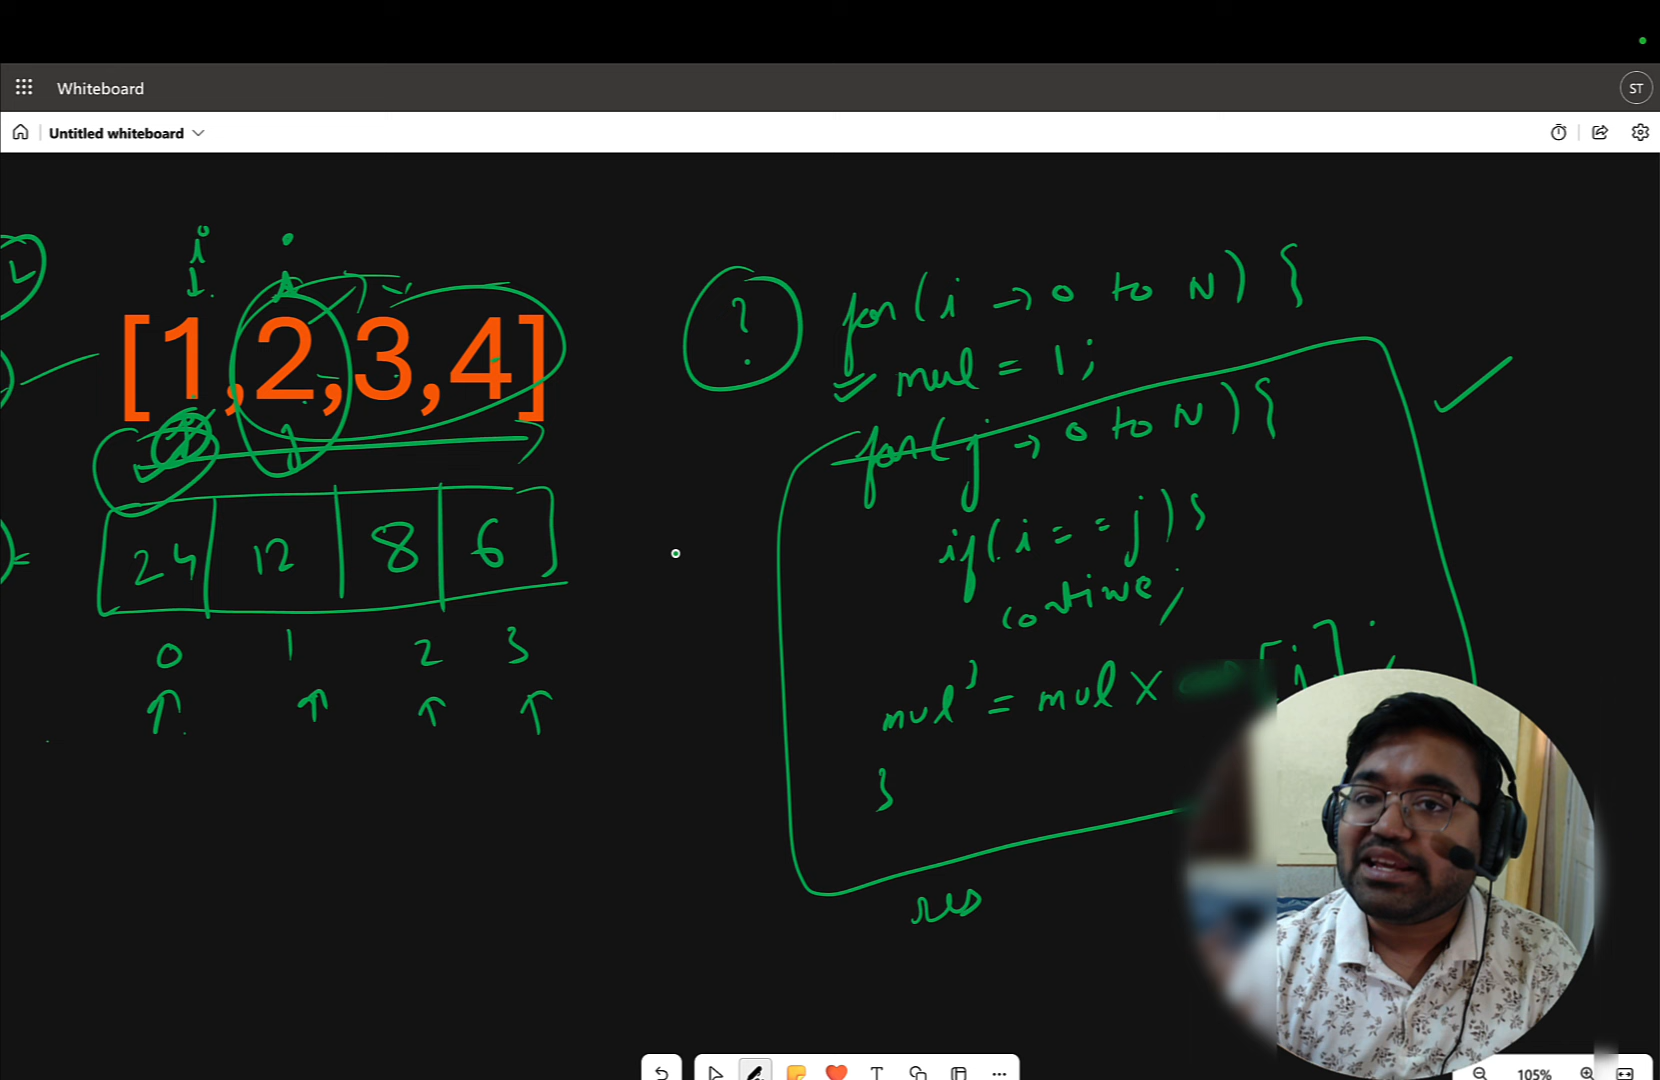 ST
Whiteboard
Untitled whiteboard
i
[1,2,3,4]
24 12 8 6
0 1 2 3
?
for(i → 0 to N) {
mul = 1;
for(j → 0 to N) {
if(i == j)
continue;
mul = mul x [j];
}
res
T
105%